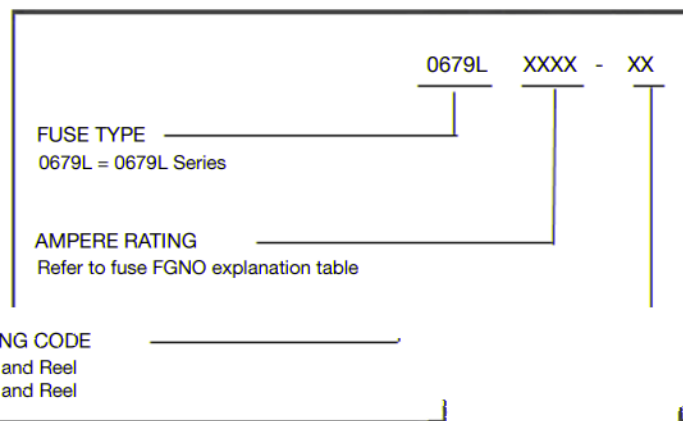 0679L XXXX - XX
FUSE TYPE
0679L = 0679L Series
AMPERE RATING
Refer to fuse FGNO explanation table
NG CODE
and Reel
and Reel